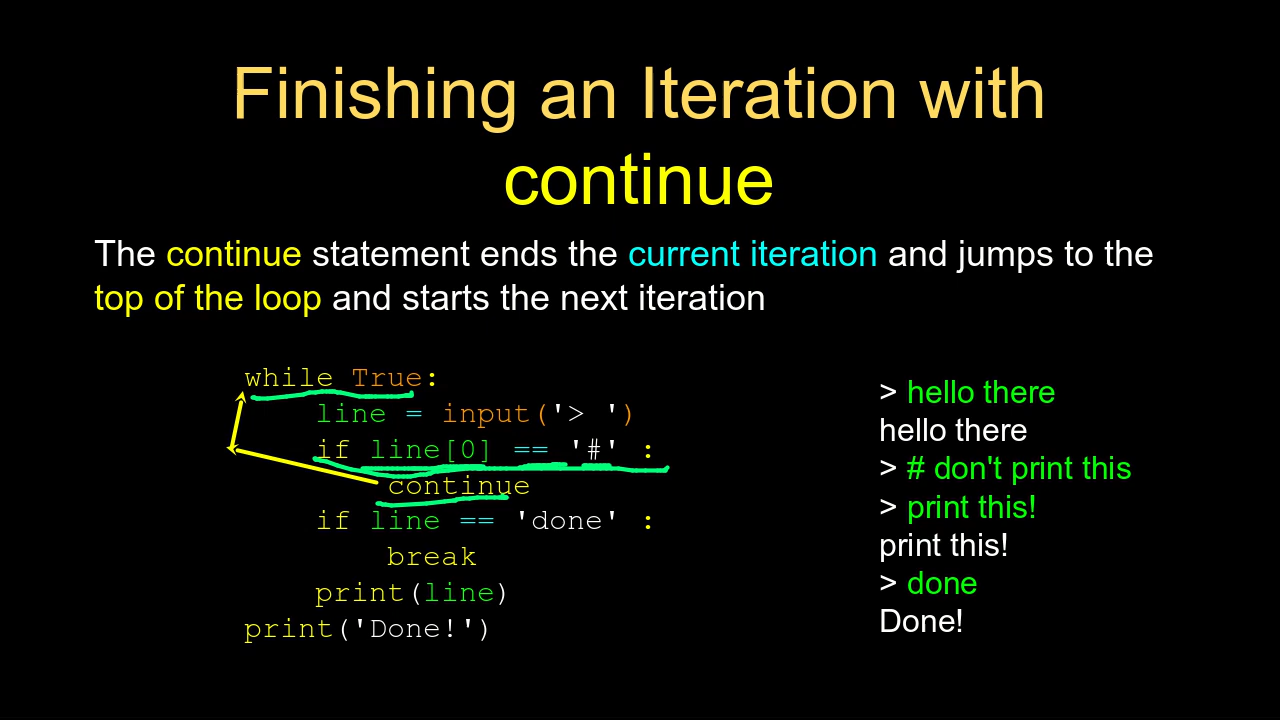 Finishing an Iteration with
continue
The continue statement ends the current iteration and jumps to the
top of the loop and starts the next iteration
while True:
    line = input('> ')
    if line[0] == '#' :
        continue
    if line == 'done' :
        break
    print(line)
print('Done!')
> hello there
hello there
> # don't print this
> print this!
print this!
> done
Done!